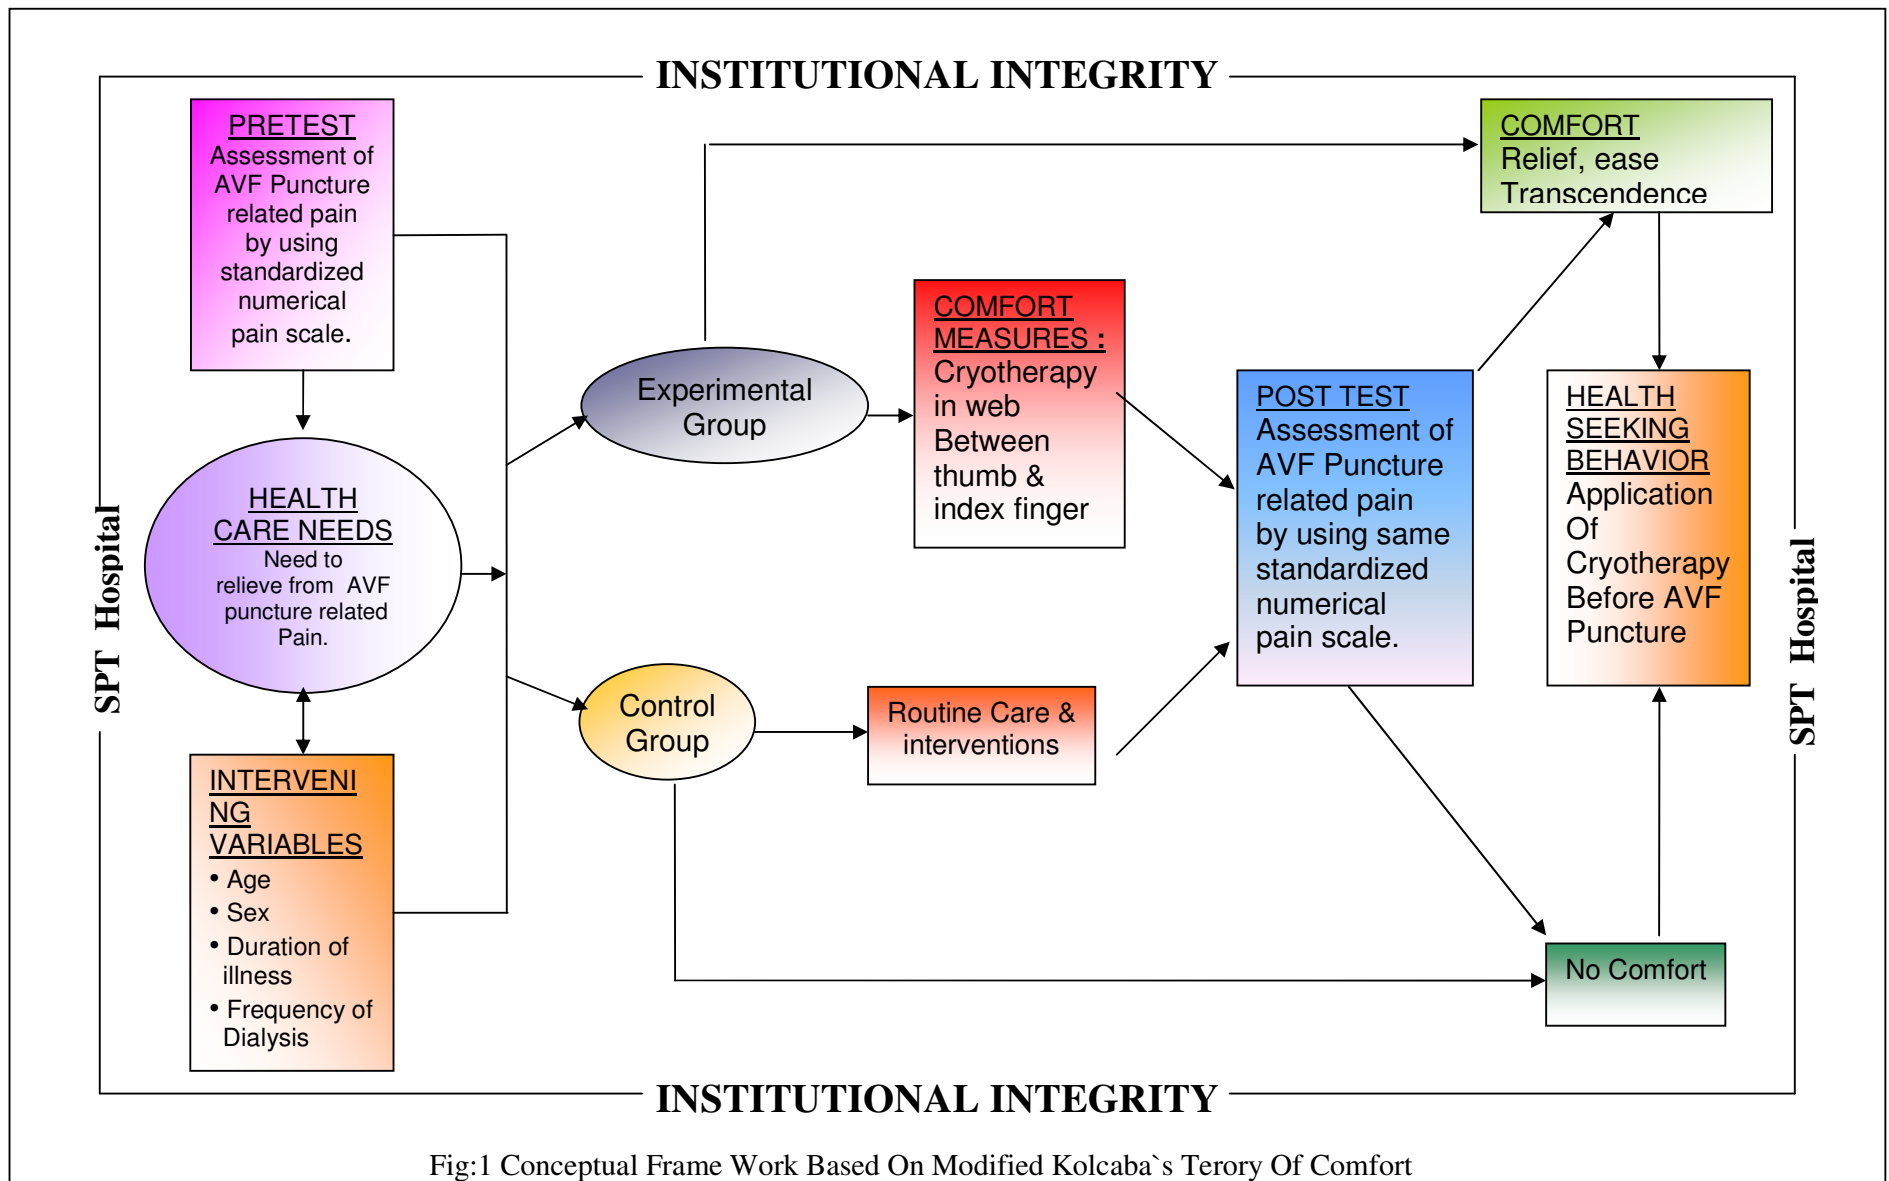 INSTITUTIONAL INTEGRITY
SPT Hospital
PRETEST
Assessment of
AVF Puncture
related pain
by using
standardized
numerical
pain scale.
HEALTH
CARE NEEDS
Need to
relieve from AVF
puncture related
Pain.
INTERVENI
NG
VARIABLES
• Age
• Sex
• Duration of
illness
• Frequency of
Dialysis
Experimental
Group
Control
Group
COMFORT
MEASURES :
Cryotherapy
in web
Between
thumb &
index finger
Routine Care &
interventions
POST TEST
Assessment of
AVF Puncture
related pain
by using same
standardized
numerical
pain scale.
COMFORT
Relief, ease
Transcendence
HEALTH
SEEKING
BEHAVIOR
Application
Of
Cryotherapy
Before AVF
Puncture
No Comfort
SPT Hospital
INSTITUTIONAL INTEGRITY
Fig:1 Conceptual Frame Work Based On Modified Kolcaba`s Terory Of Comfort